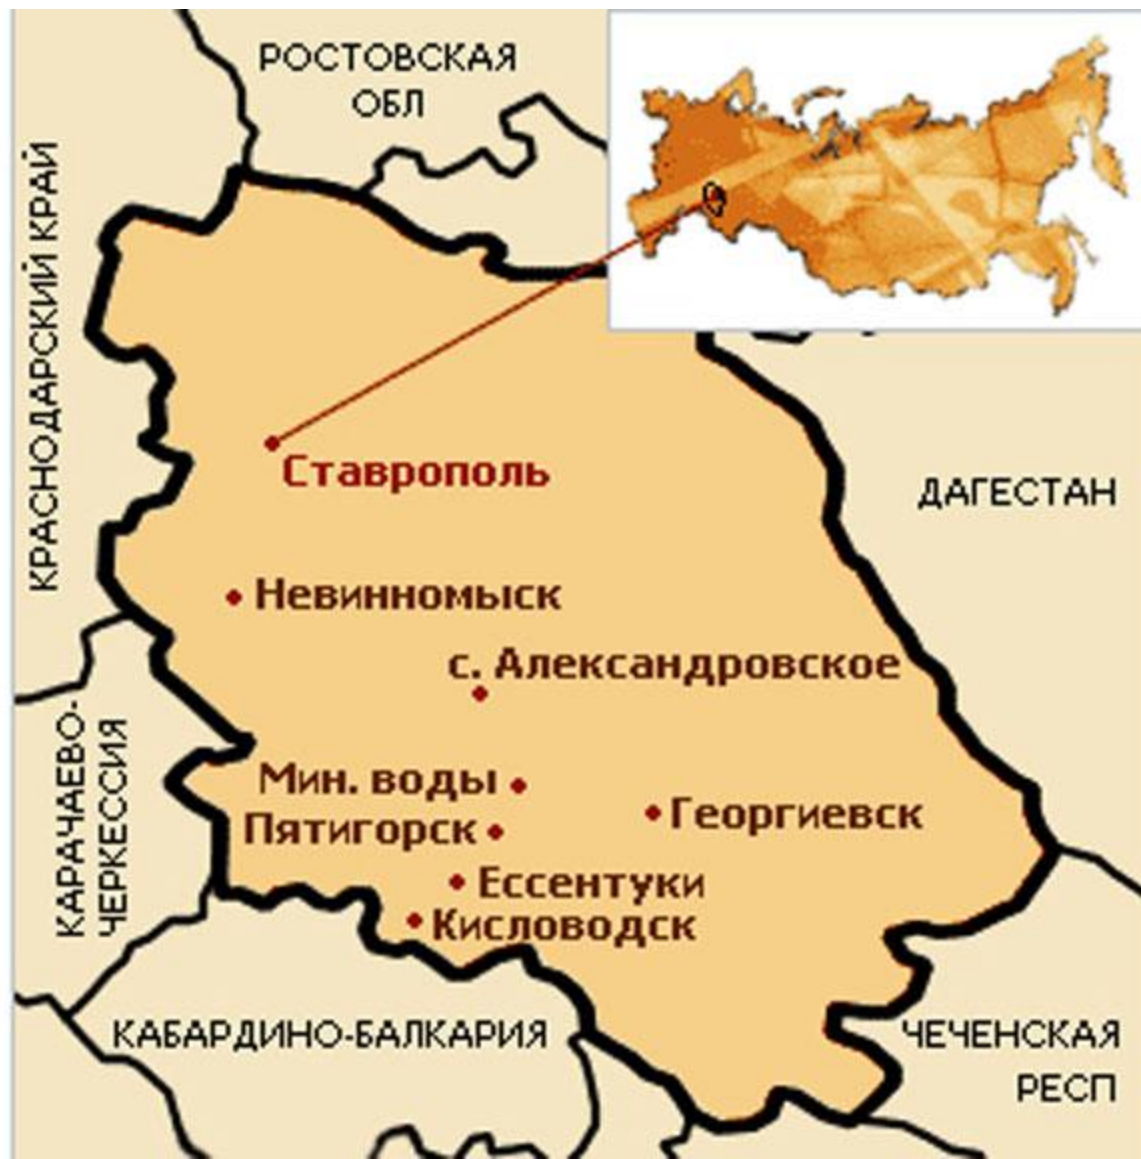 РОСТОВСКАЯ
ОБЛ
КРАСНОДАРСКИЙ КРАЙ
Ставрополь
ДАГЕСТАН
Невинномыск
с. Александровское
КАРАЧАЕВО-
ЧЕРКЕССИЯ
Мин. воды
Георгиевск
Пятигорск
Ессентуки
Кисловодск
КАБАРДИНО-БАЛКАРИЯ
ЧЕЧЕНСКАЯ
РЕСП